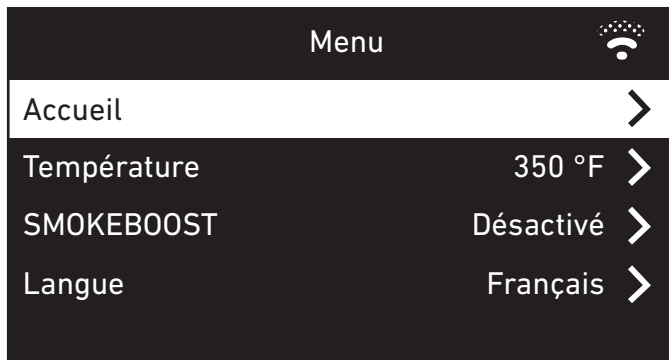 Menu
Accueil
Température 350 °F
SMOKEBOOST Désactivé
Langue Français